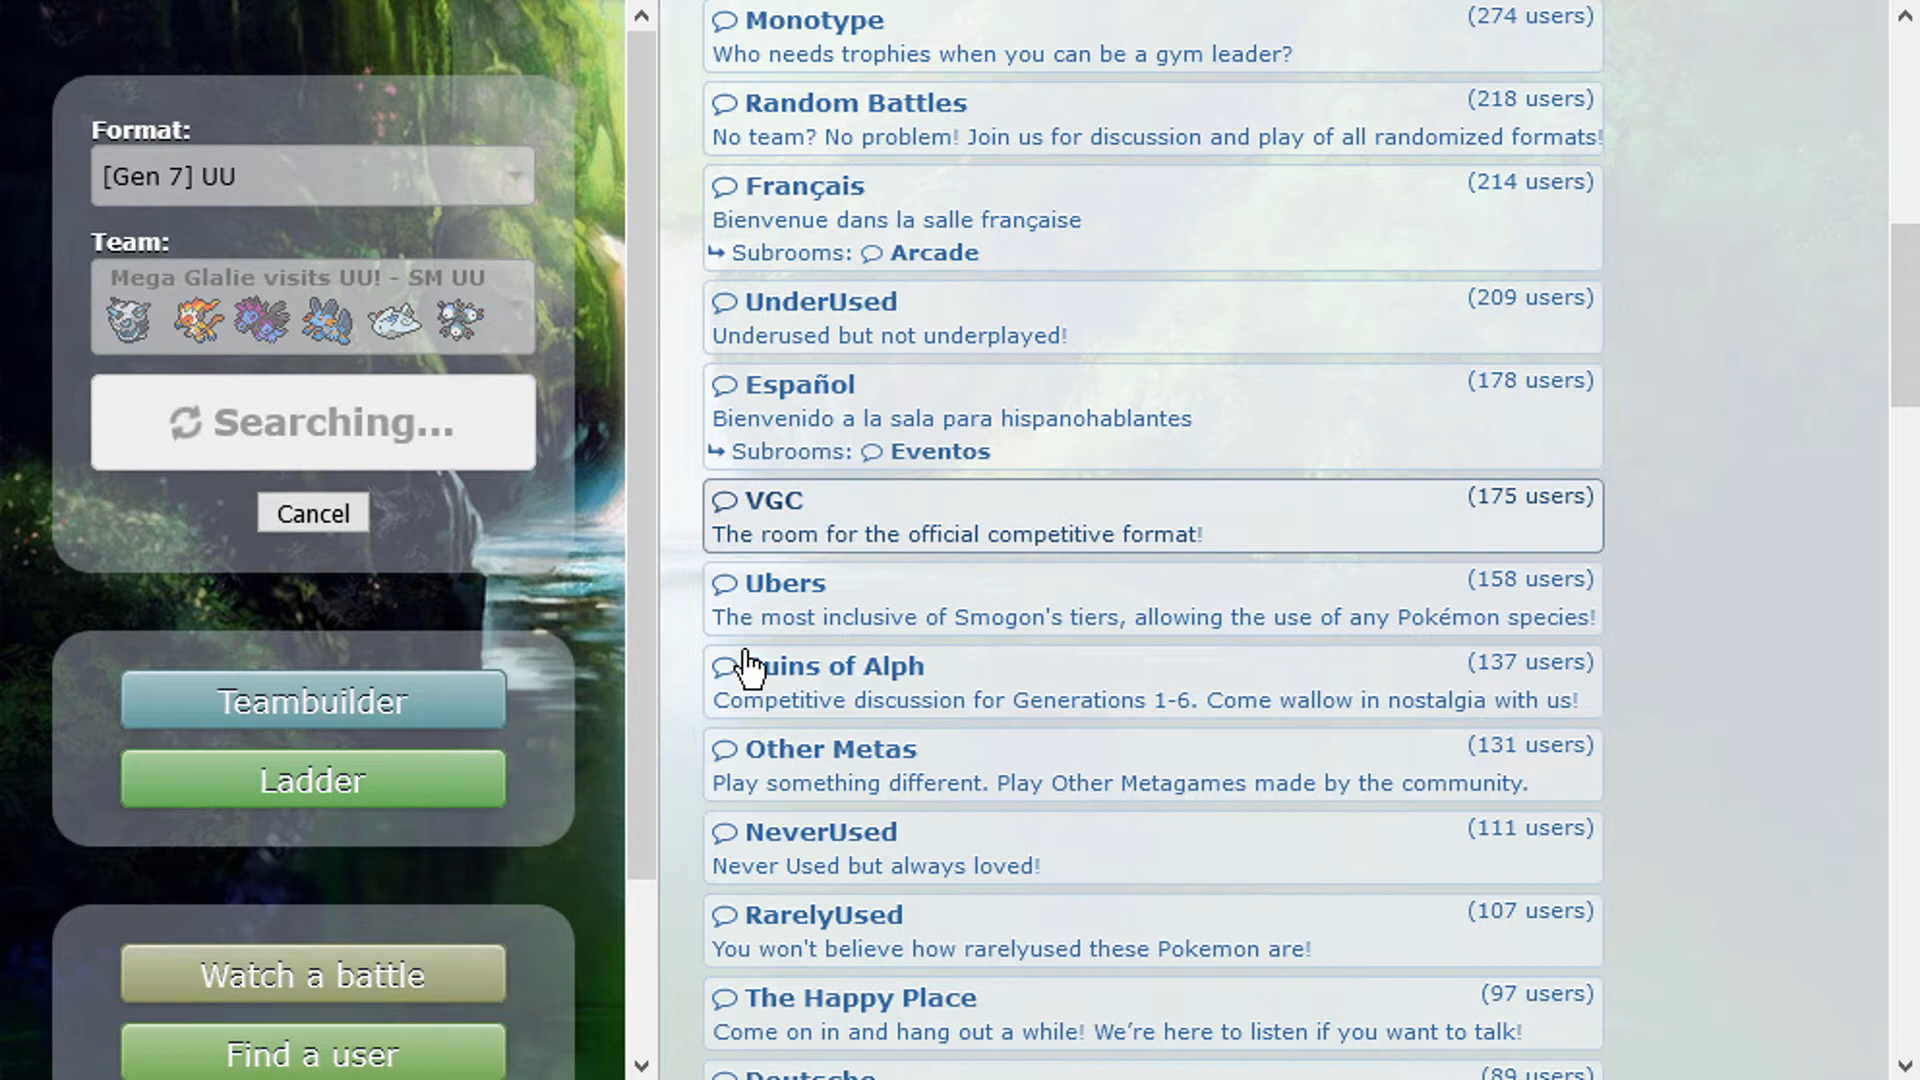 Format:
[Gen 7] UU
Team:
Mega Glalie visits UU! - SM UU
Searching...
Cancel
Teambuilder
Ladder
Watch a battle
Find a user
Monotype (274 users)
Who needs trophies when you can be a gym leader?
Random Battles (218 users)
No team? No problem! Join us for discussion and play of all randomized formats!
Français (214 users)
Bienvenue dans la salle française
↳ Subrooms: Arcade
UnderUsed (209 users)
Underused but not underplayed!
Español (178 users)
Bienvenido a la sala para hispanohablantes
↳ Subrooms: Eventos
VGC (175 users)
The room for the official competitive format!
Ubers (158 users)
The most inclusive of Smogon's tiers, allowing the use of any Pokémon species!
uins of Alph (137 users)
Competitive discussion for Generations 1-6. Come wallow in nostalgia with us!
Other Metas (131 users)
Play something different. Play Other Metagames made by the community.
NeverUsed (111 users)
Never Used but always loved!
RarelyUsed (107 users)
You won't believe how rarelyused these Pokemon are!
The Happy Place (97 users)
Come on in and hang out a while! We’re here to listen if you want to talk!
Deutsche (89 users)